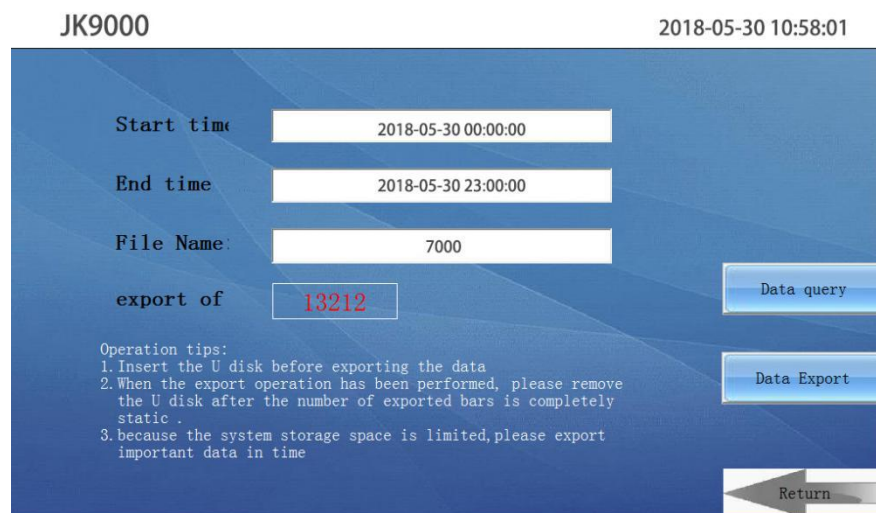 JK9000
2018-05-30 10:58:01
Start time
2018-05-30 00:00:00
End time
2018-05-30 23:00:00
File Name:
7000
export of
13212
Data query
Operation tips:
1.Insert the U disk before exporting the data
2.When the export operation has been performed, please remove
the U disk after the number of exported bars is completely
static .
3.because the system storage space is limited,please export
important data in time
Data Export
Return